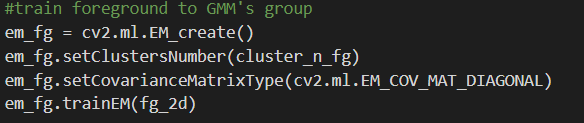 #train foreground to GMM's group
em_fg = cv2.ml.EM_create()
em_fg.setClustersNumber(cluster_n_fg)
em_fg.setCovarianceMatrixType(cv2.ml.EM_COV_MAT_DIAGONAL)
em_fg.trainEM(fg_2d)